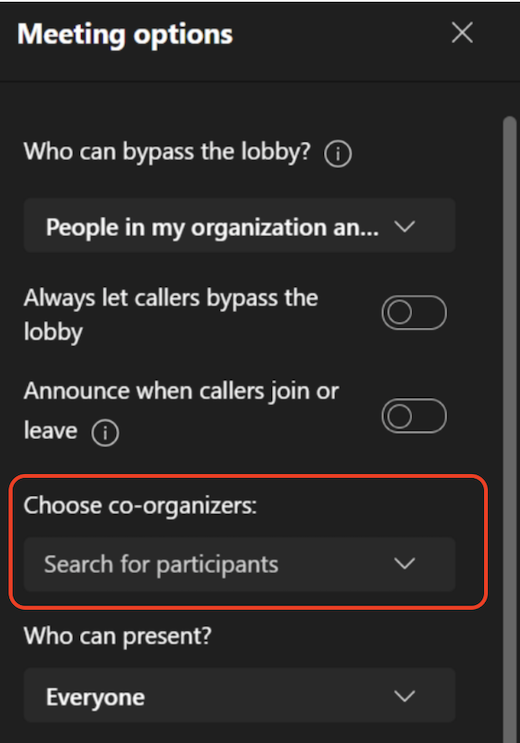 Meeting options
Who can bypass the lobby?
People in my organization an...
Always let callers bypass the
lobby
Announce when callers join or
leave
Choose co-organizers:
Search for participants
Who can present?
Everyone